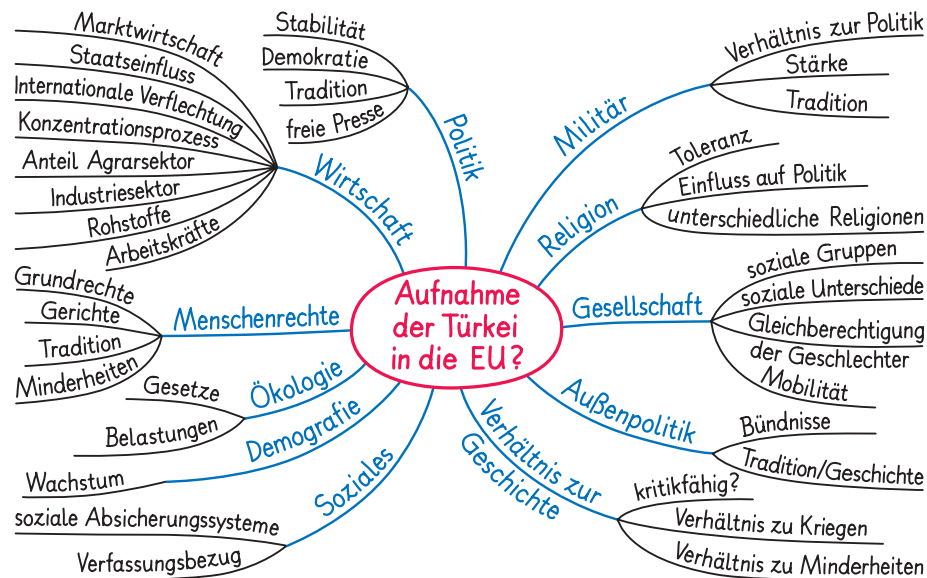 Aufnahme
der Türkei
in die EU?
Politik
Stabilität
Demokratie
Tradition
freie Presse
Militär
Verhältnis zur Politik
Stärke
Tradition
Religion
Toleranz
Einfluss auf Politik
unterschiedliche Religionen
Gesellschaft
soziale Gruppen
soziale Unterschiede
Gleichberechtigung
der Geschlechter
Mobilität
Außenpolitik
Bündnisse
Tradition/Geschichte
Verhältnis zur
Geschichte
kritikfähig?
Verhältnis zu Kriegen
Verhältnis zu Minderheiten
Soziales
soziale Absicherungssysteme
Verfassungsbezug
Demografie
Wachstum
Ökologie
Gesetze
Belastungen
Menschenrechte
Grundrechte
Gerichte
Tradition
Minderheiten
Wirtschaft
Marktwirtschaft
Staatseinfluss
Internationale Verflechtung
Konzentrationsprozess
Anteil Agrarsektor
Industriesektor
Rohstoffe
Arbeitskräfte